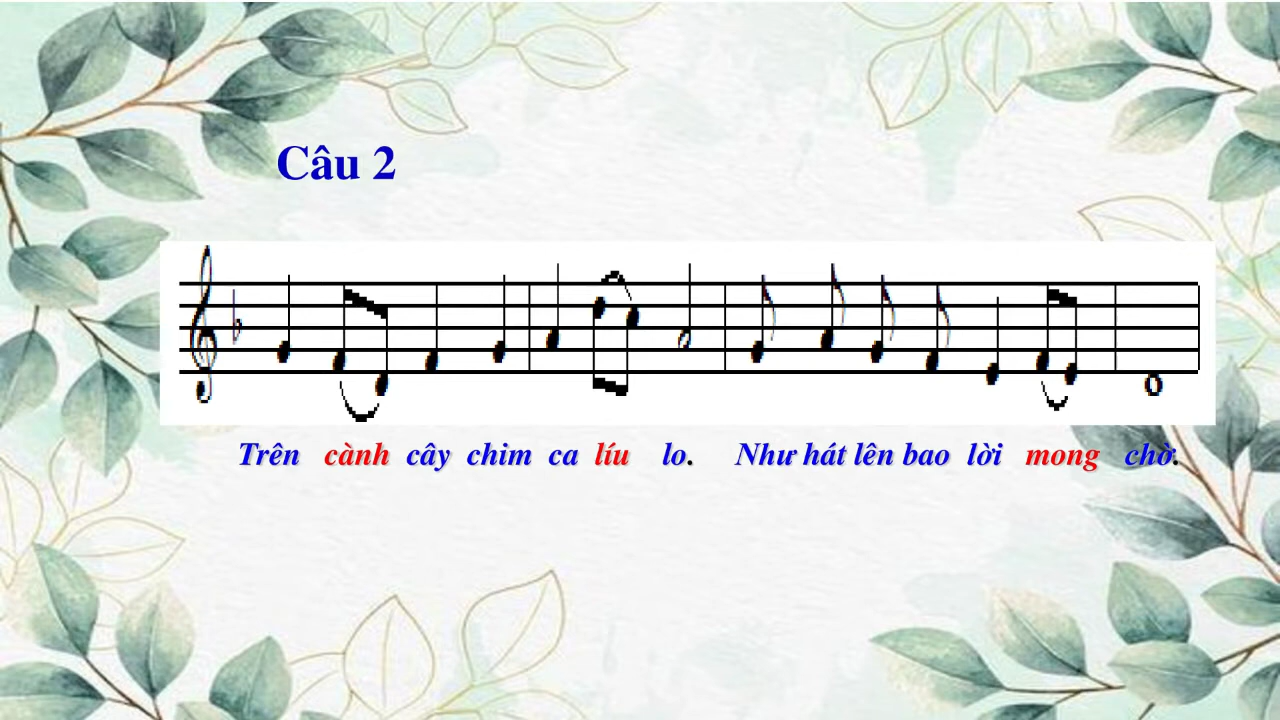 Câu 2
Trên cành cây chim ca líu lo. Như hát lên bao lời mong chờ.